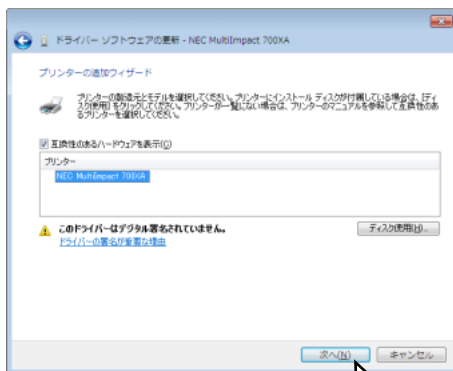 ドライバー ソフトウェアの更新 - NEC MultiImpact 700XA
プリンターの追加ウィザード
プリンターの製造元とモデルを選択してください。プリンターにインストール ディスクが付属している場合は、[ディ
スク使用] をクリックしてください。プリンターが一覧にない場合は、プリンターのマニュアルを参照して互換性のあ
るプリンターを選択してください。
互換性のあるハードウェアを表示(C)
プリンター
NEC MultiImpact 700XA
このドライバーはデジタル署名されていません。
ディスク使用(H)...
ドライバーの署名が重要な理由
次へ(N)
キャンセル